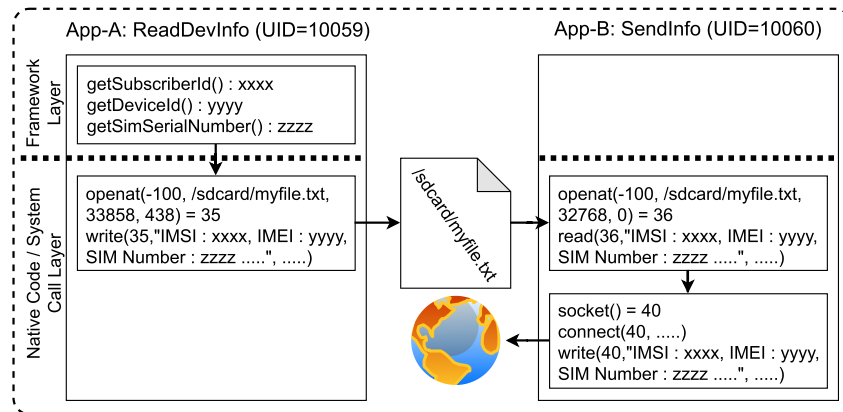 App-A: ReadDevInfo (UID=10059)
App-B: SendInfo (UID=10060)
Framework
Layer
getSubscriberId() : xxxx
getDeviceId() : yyyy
getSimSerialNumber() : zzzz
Native Code / System
Call Layer
openat(-100, /sdcard/myfile.txt,
33858, 438) = 35
write(35,"IMSI : xxxx, IMEI : yyyy,
SIM Number : zzzz .....", .....)
/sdcard/myfile.txt
openat(-100, /sdcard/myfile.txt,
32768, 0) = 36
read(36,"IMSI : xxxx, IMEI : yyyy,
SIM Number : zzzz .....", .....)
socket() = 40
connect(40, .....)
write(40,"IMSI : xxxx, IMEI : yyyy,
SIM Number : zzzz .....", .....)